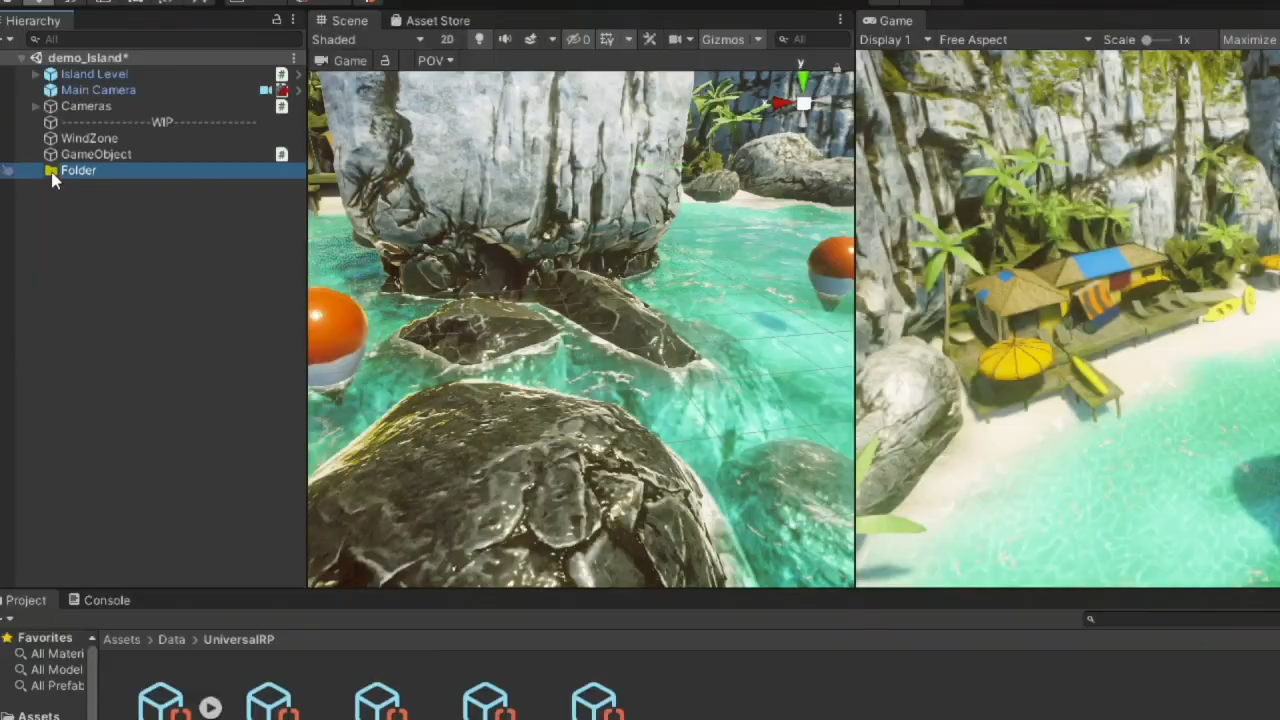 Hierarchy
All
demo_Island*
Island Level
Main Camera
Cameras
---------------WIP---------------
WindZone
GameObject
Folder
Scene
Asset Store
Shaded
2D
0
Gizmos
All
Game
POV
y
Game
Display 1
Free Aspect
Scale
1x
Maximize
Project
Console
Favorites
All Materi
All Model
All Prefab
Assets
Assets > Data > UniversalRP